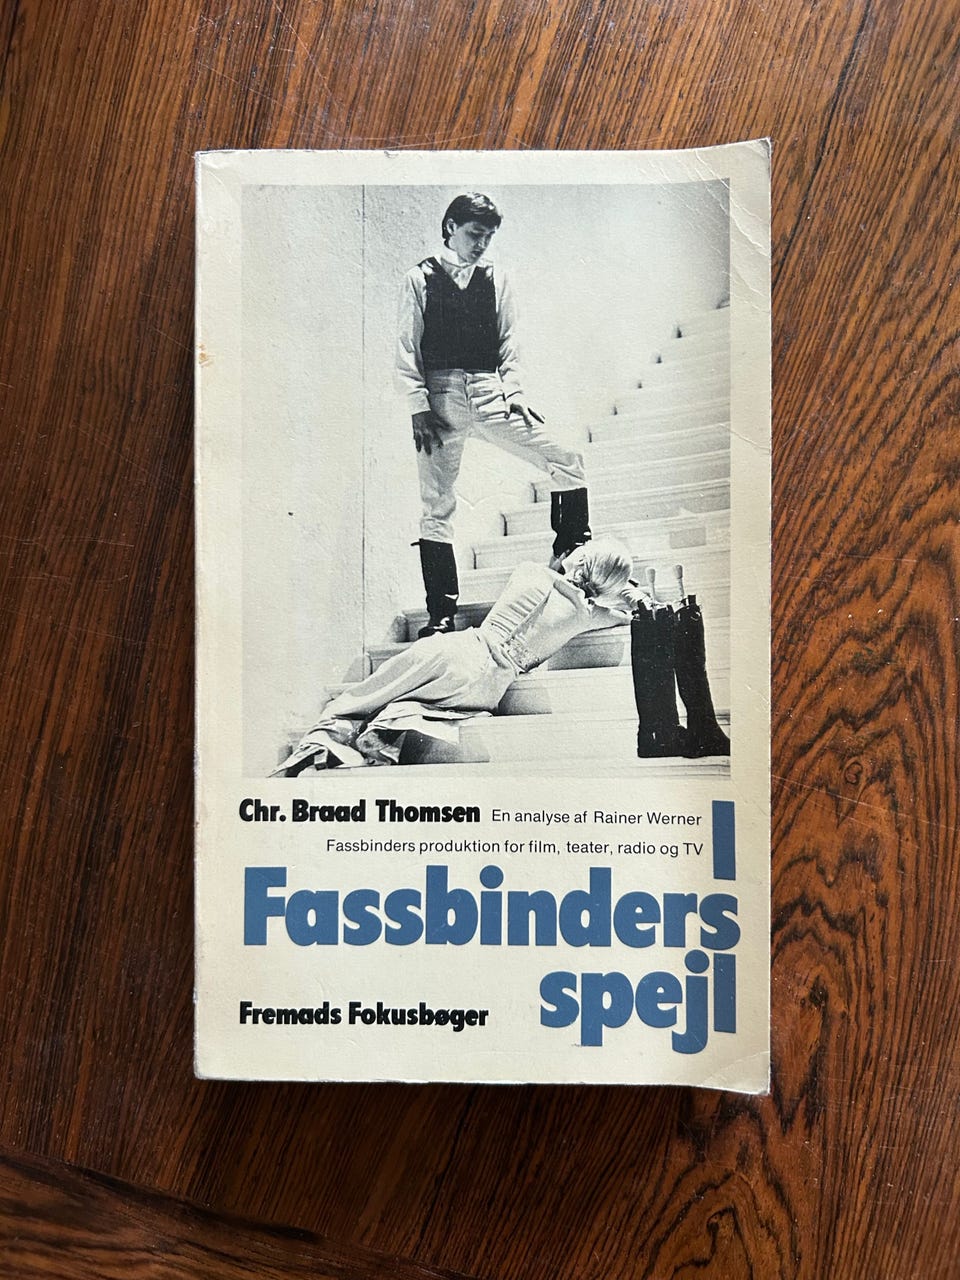 Chr. Braad Thomsen En analyse af Rainer Werner
Fassbinders produktion for film, teater, radio og TV
I
Fassbinders
spejl
Fremads Fokusbøger